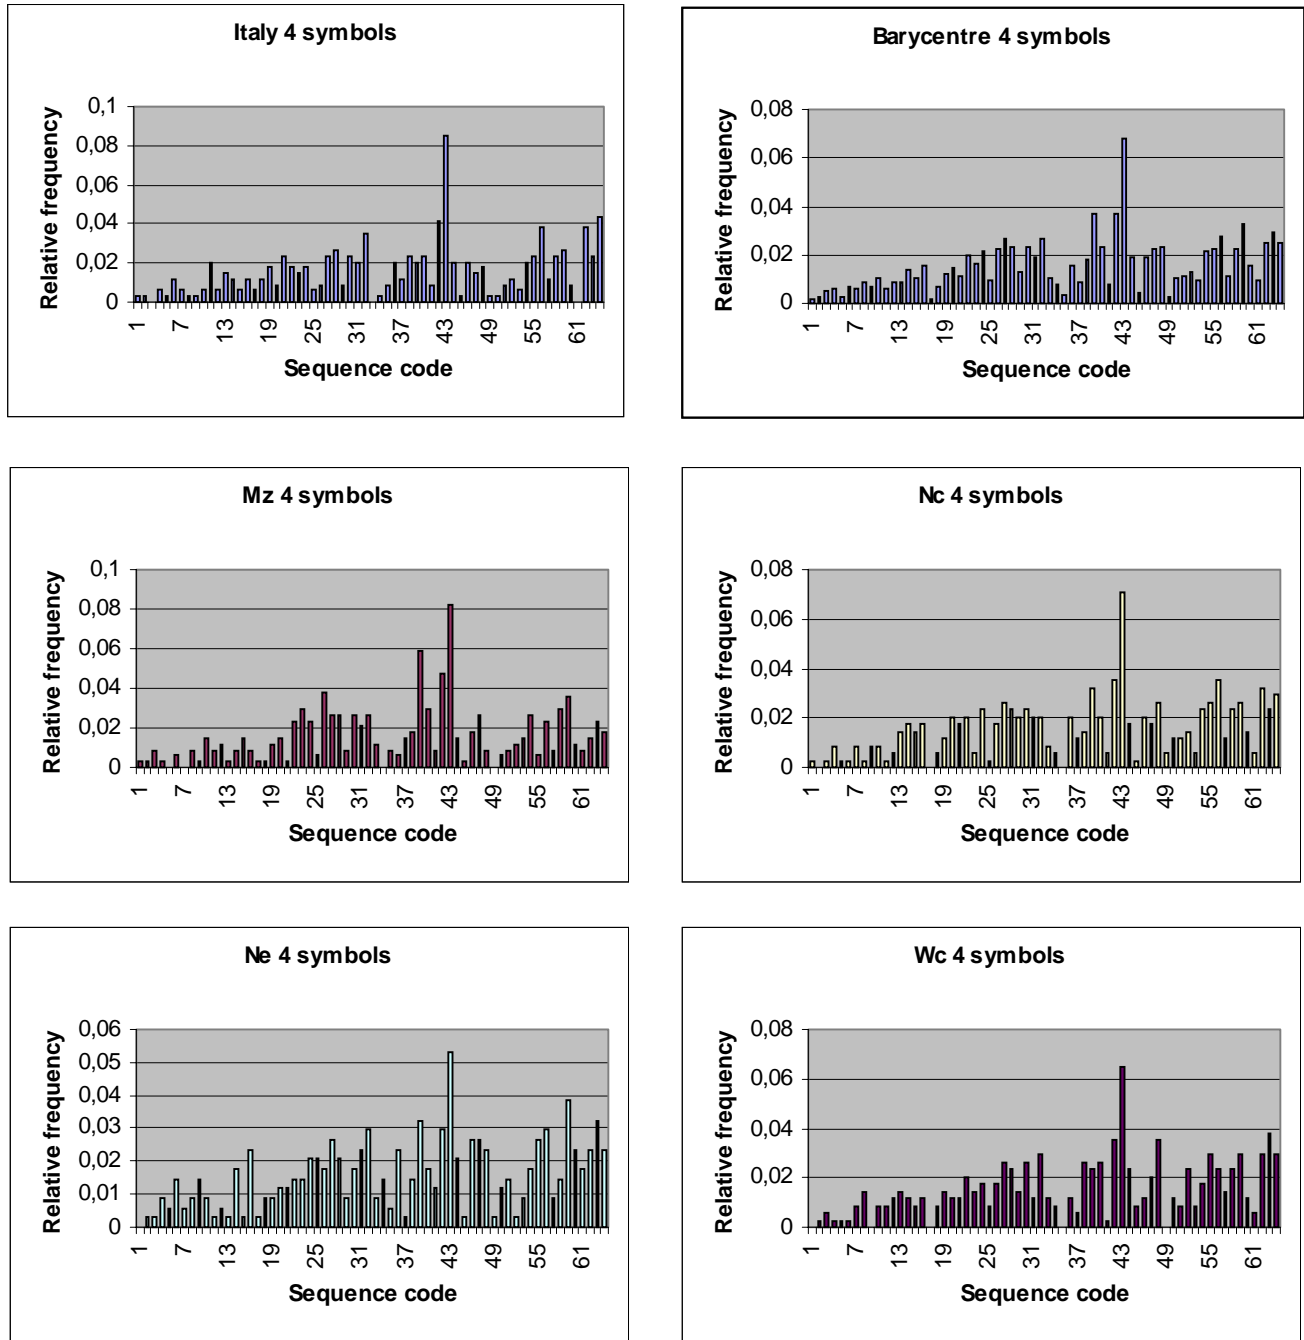 Italy 4 symbols
Relative frequency
0,1
0,08
0,06
0,04
0,02
0
1 7 13 19 25 31 37 43 49 55 61
Sequence code
Barycentre 4 symbols
Relative frequency
0,08
0,06
0,04
0,02
0
1 7 13 19 25 31 37 43 49 55 61
Sequence code
Mz 4 symbols
Relative frequency
0,1
0,08
0,06
0,04
0,02
0
1 7 13 19 25 31 37 43 49 55 61
Sequence code
Nc 4 symbols
Relative frequency
0,08
0,06
0,04
0,02
0
1 7 13 19 25 31 37 43 49 55 61
Sequence code
Ne 4 symbols
Relative frequency
0,06
0,05
0,04
0,03
0,02
0,01
0
1 7 13 19 25 31 37 43 49 55 61
Sequence code
Wc 4 symbols
Relative frequency
0,08
0,06
0,04
0,02
0
1 7 13 19 25 31 37 43 49 55 61
Sequence code